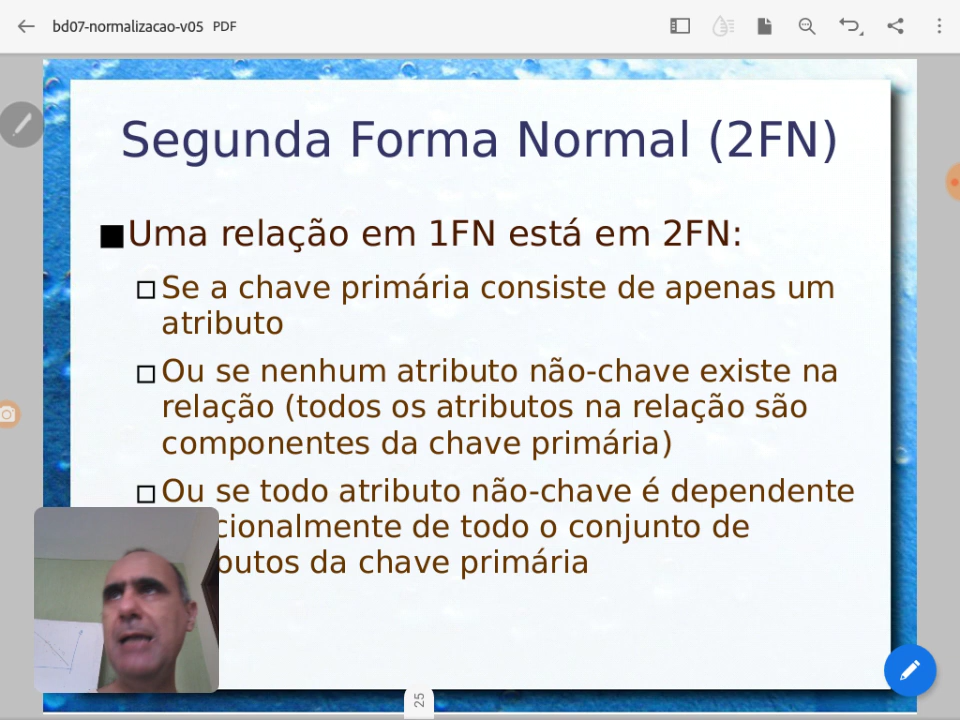 bd07-normalizacao-v05 PDF
Segunda Forma Normal (2FN)
Uma relação em 1FN está em 2FN:
Se a chave primária consiste de apenas um
atributo
Ou se nenhum atributo não-chave existe na
relação (todos os atributos na relação são
componentes da chave primária)
Ou se todo atributo não-chave é dependente
cionalmente de todo o conjunto de
butos da chave primária
25